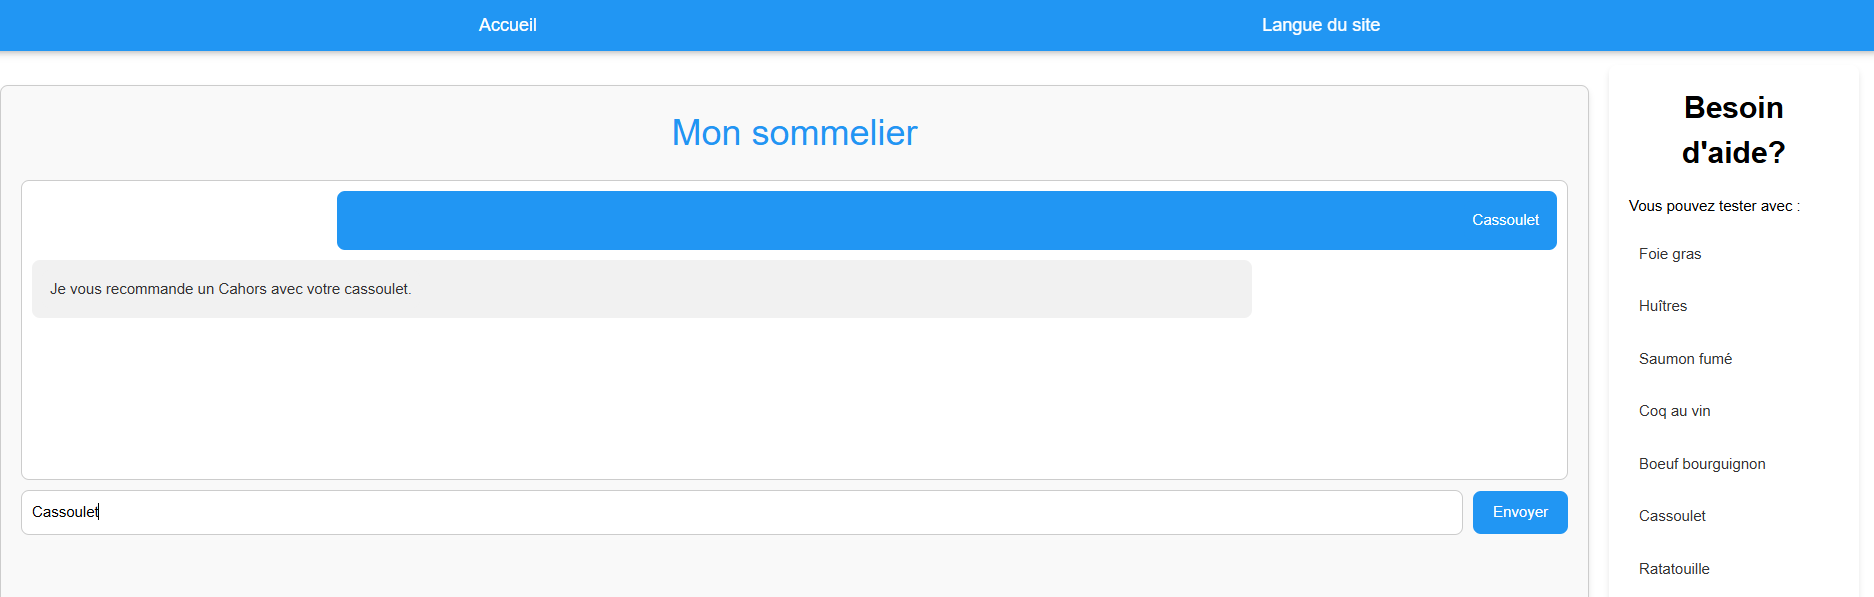 Accueil
Langue du site
Mon sommelier
Cassoulet
Je vous recommande un Cahors avec votre cassoulet.
Cassoulet
Envoyer
Besoin
d'aide?
Vous pouvez tester avec :
Foie gras
Huîtres
Saumon fumé
Coq au vin
Boeuf bourguignon
Cassoulet
Ratatouille